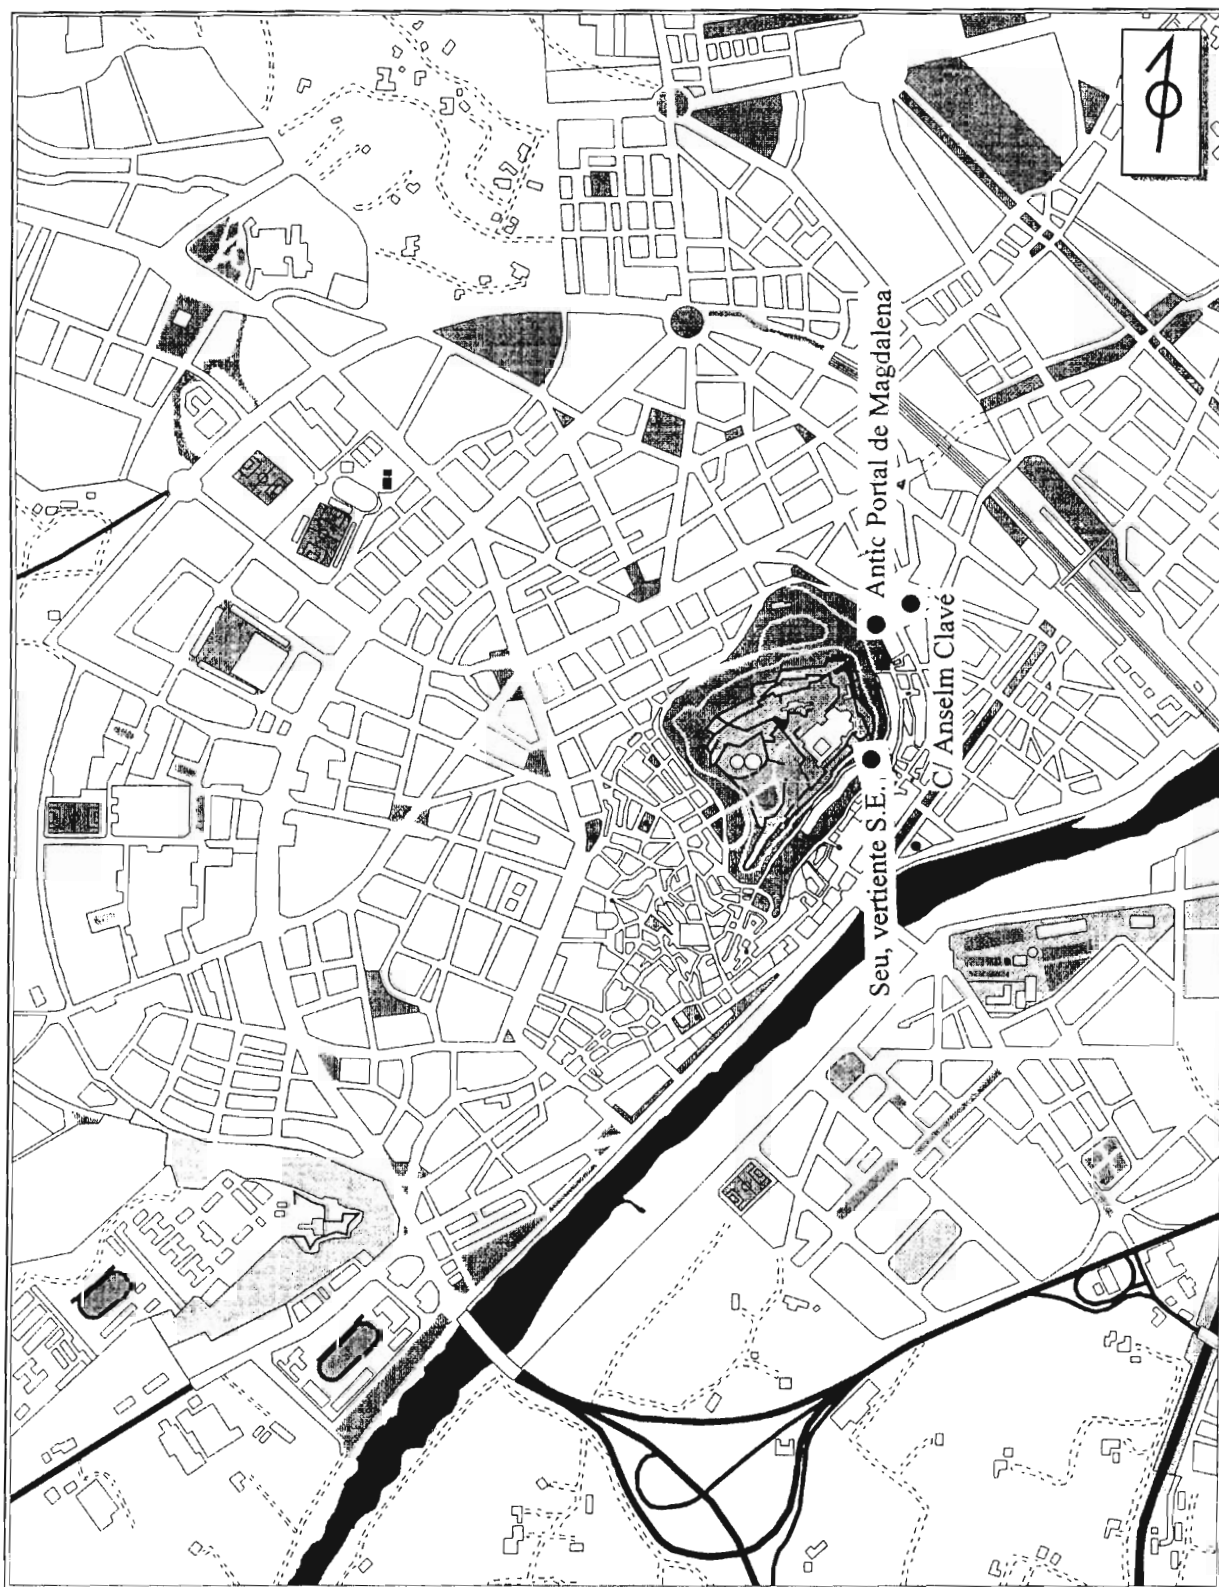 Seu, vertiente S.E.
Antic Portal de Magdalena
C/ Anselm Clavé